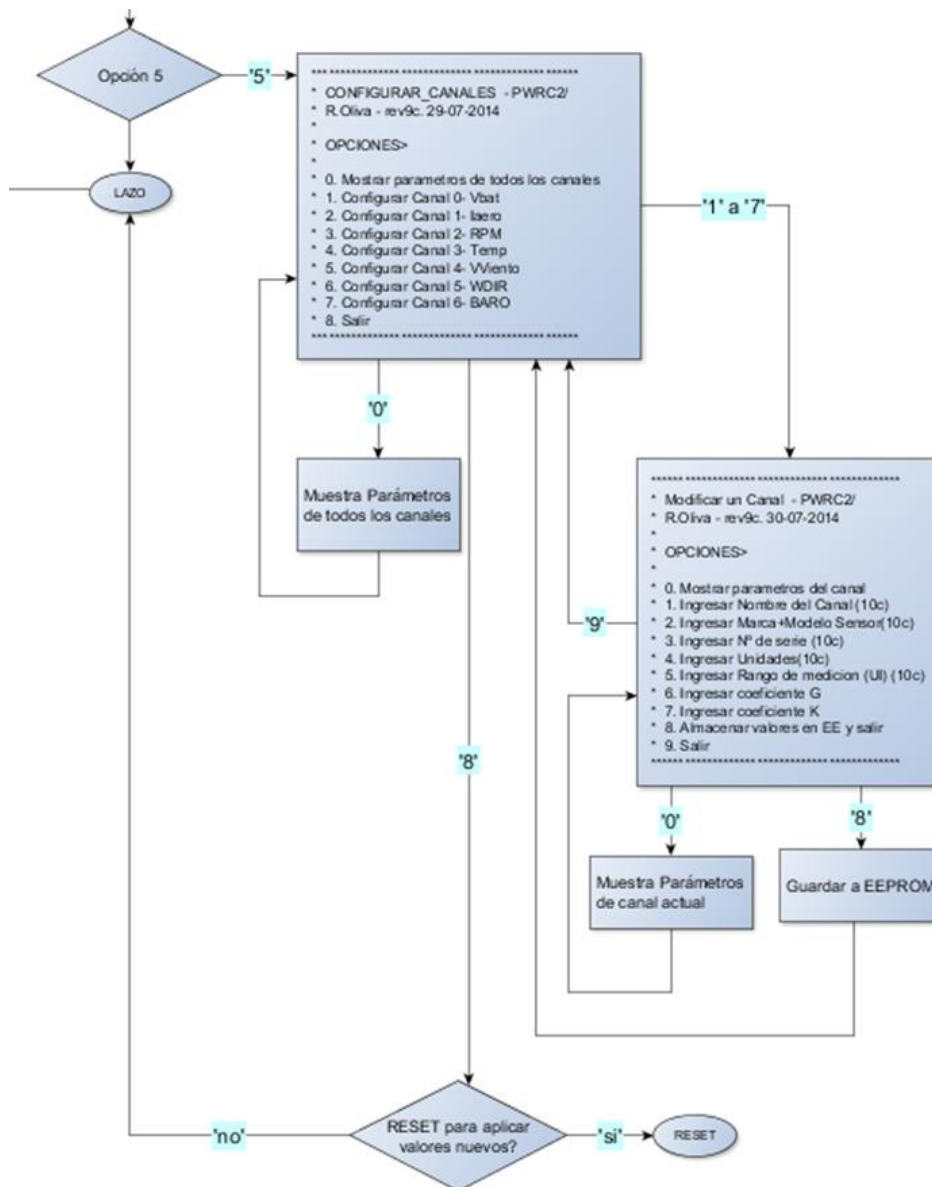 Opción 5
'5'
LAZO
*** ************* ************* ************* ******
* CONFIGURAR_CANALES - PWRC2/
* R.Oliva - rev9c. 29-07-2014
*
* OPCIONES>
*
* 0. Mostrar parametros de todos los canales
* 1. Configurar Canal 0- Vbat
* 2. Configurar Canal 1- Iaero
* 3. Configurar Canal 2- RPM
* 4. Configurar Canal 3- Temp
* 5. Configurar Canal 4- VViento
* 6. Configurar Canal 5- WDIR
* 7. Configurar Canal 6- BARO
* 8. Salir
*** ************* ************* ************* ******
'1' a '7'
'0'
Muestra Parámetros
de todos los canales
****** ************* ************* ************* ******
* Modificar un Canal - PWRC2/
* R.Oliva - rev9c. 30-07-2014
*
* OPCIONES>
*
* 0. Mostrar parametros del canal
* 1. Ingresar Nombre del Canal (10c)
* 2. Ingresar Marca+Modelo Sensor(10c)
* 3. Ingresar Nº de serie (10c)
* 4. Ingresar Unidades(10c)
* 5. Ingresar Rango de medicion (UI) (10c)
* 6. Ingresar coeficiente G
* 7. Ingresar coeficiente K
* 8. Almacenar valores en EE y salir
* 9. Salir
****** ************* ************* ************* ******
'9'
'8'
'0'
'8'
Muestra Parámetros
de canal actual
Guardar a EEPROM
RESET para aplicar
valores nuevos?
'no'
'si'
RESET